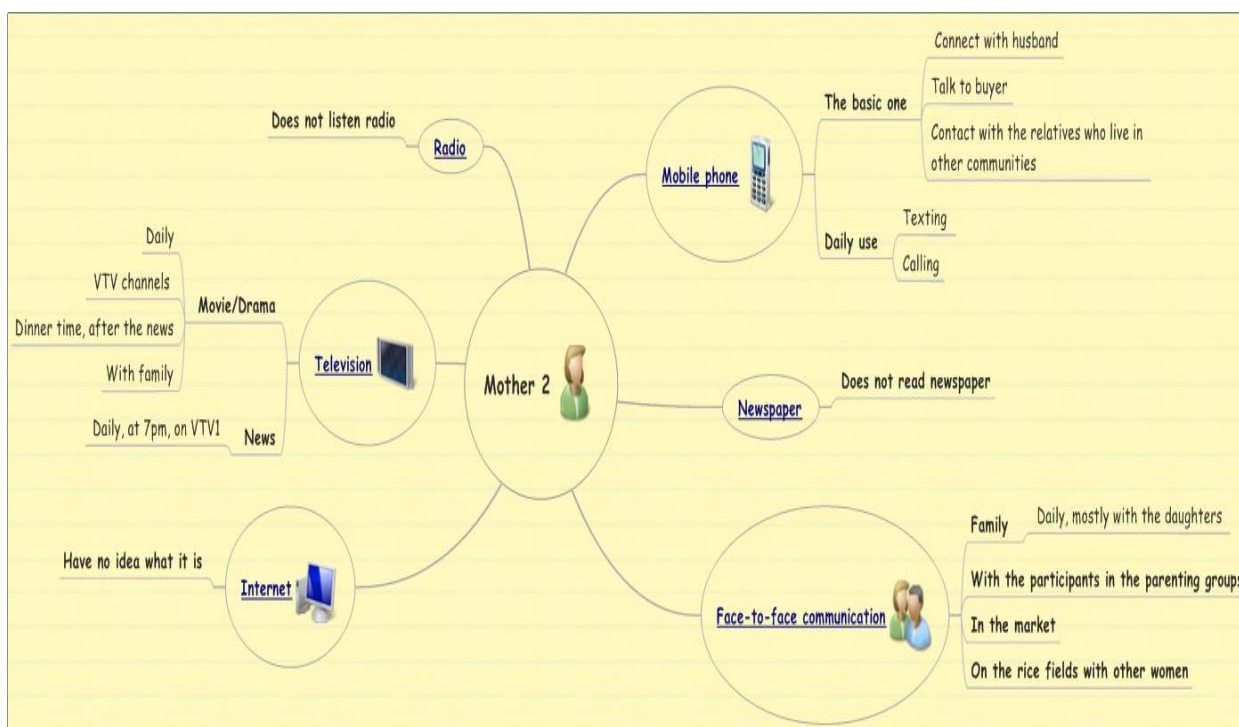 Mother 2
Radio
Does not listen radio
Television
Movie/Drama
Daily
VTV channels
Dinner time, after the news
With family
News
Daily, at 7pm, on VTV1
Internet
Have no idea what it is
Mobile phone
The basic one
Connect with husband
Talk to buyer
Contact with the relatives who live in
other communities
Daily use
Texting
Calling
Newspaper
Does not read newspaper
Face-to-face communication
Family
Daily, mostly with the daughters
With the participants in the parenting groups
In the market
On the rice fields with other women